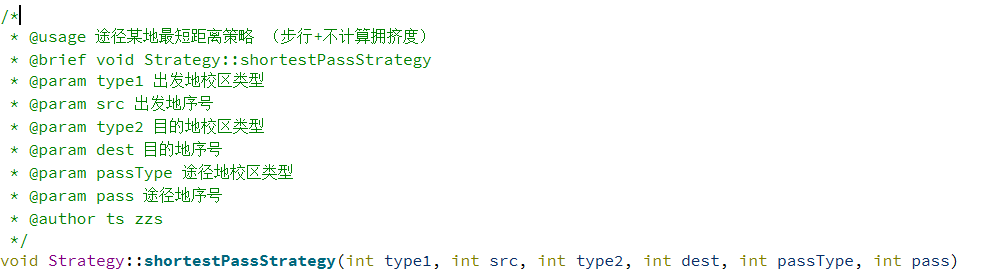 /*
 * @usage 途径某地最短距离策略 （步行+不计算拥挤度）
 * @brief void Strategy::shortestPassStrategy
 * @param type1 出发地校区类型
 * @param src 出发地序号
 * @param type2 目的地校区类型
 * @param dest 目的地序号
 * @param passType 途径地校区类型
 * @param pass 途径地序号
 * @author ts zzs
 */
void Strategy::shortestPassStrategy(int type1, int src, int type2, int dest, int passType, int pass)